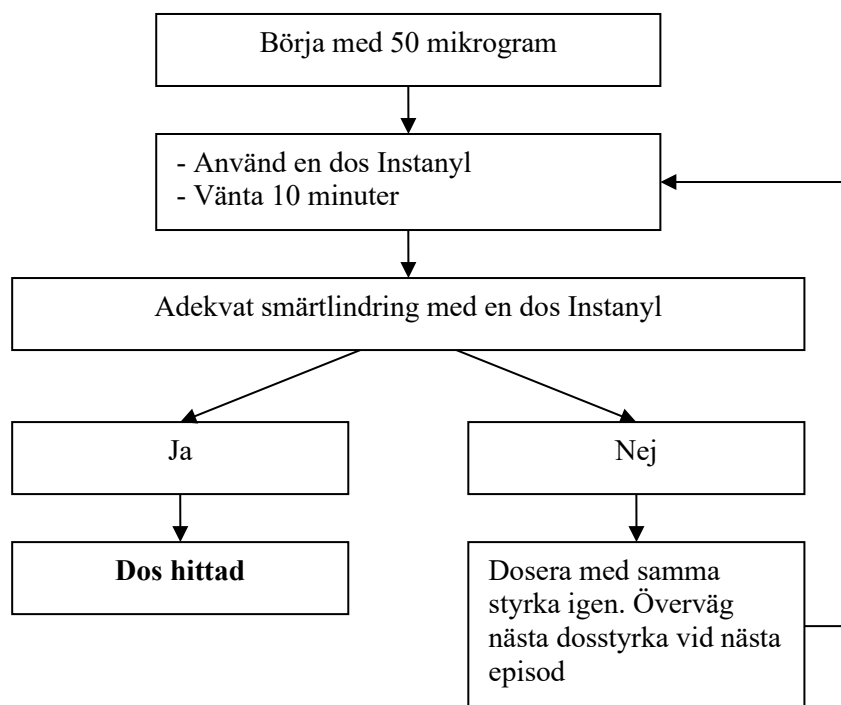 Börja med 50 mikrogram
- Använd en dos Instanyl
- Vänta 10 minuter
Adekvat smärtlindring med en dos Instanyl
Ja
Nej
Dos hittad
Dosera med samma
styrka igen. Överväg
nästa dosstyrka vid nästa
episod